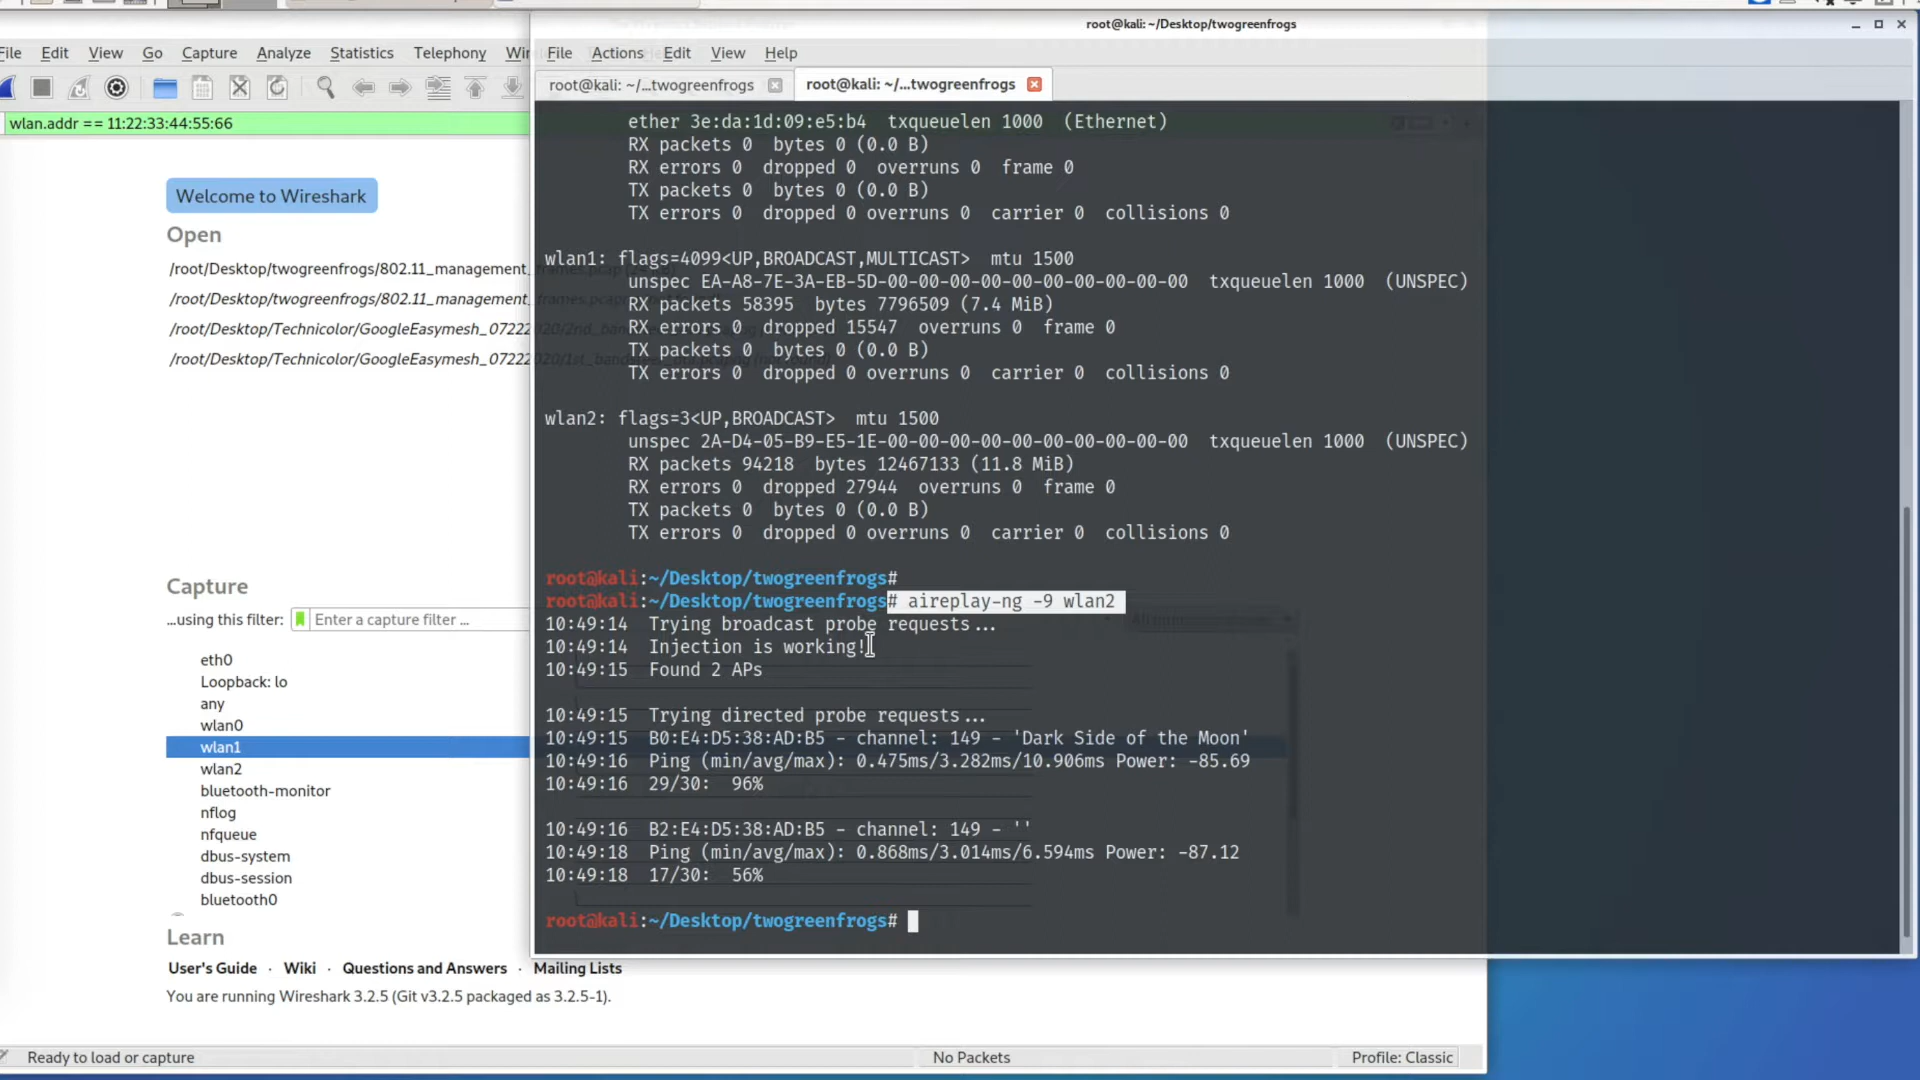 root@kali: ~/Desktop/twogreenfrogs
File Edit View Go Capture Analyze Statistics Telephony
wlan.addr == 11:22:33:44:55:66
Welcome to Wireshark
Open
/root/Desktop/twogreenfrogs/802.11_management_frames.pcap
/root/Desktop/twogreenfrogs/802.11_management_frames.pcapng
/root/Desktop/Technicolor/GoogleEasymesh_07222020/2nd_band
/root/Desktop/Technicolor/GoogleEasymesh_07222020/1st_band
Capture
...using this filter: Enter a capture filter ...
eth0
Loopback: lo
any
wlan0
wlan1
wlan2
bluetooth-monitor
nflog
nfqueue
dbus-system
dbus-session
bluetooth0
Learn
User's Guide · Wiki · Questions and Answers · Mailing Lists
You are running Wireshark 3.2.5 (Git v3.2.5 packaged as 3.2.5-1).
Ready to load or capture No Packets Profile: Classic
File Actions Edit View Help
root@kali: ~/...twogreenfrogs root@kali: ~/...twogreenfrogs
ether 3e:da:1d:09:e5:b4 txqueuelen 1000 (Ethernet)
RX packets 0 bytes 0 (0.0 B)
RX errors 0 dropped 0 overruns 0 frame 0
TX packets 0 bytes 0 (0.0 B)
TX errors 0 dropped 0 overruns 0 carrier 0 collisions 0
wlan1: flags=4099<UP,BROADCAST,MULTICAST> mtu 1500
unspec EA-A8-7E-3A-EB-5D-00-00-00-00-00-00-00-00-00-00 txqueuelen 1000 (UNSPEC)
RX packets 58395 bytes 7796509 (7.4 MiB)
RX errors 0 dropped 15547 overruns 0 frame 0
TX packets 0 bytes 0 (0.0 B)
TX errors 0 dropped 0 overruns 0 carrier 0 collisions 0
wlan2: flags=3<UP,BROADCAST> mtu 1500
unspec 2A-D4-05-B9-E5-1E-00-00-00-00-00-00-00-00-00-00 txqueuelen 1000 (UNSPEC)
RX packets 94218 bytes 12467133 (11.8 MiB)
RX errors 0 dropped 27944 overruns 0 frame 0
TX packets 0 bytes 0 (0.0 B)
TX errors 0 dropped 0 overruns 0 carrier 0 collisions 0
root@kali:~/Desktop/twogreenfrogs#
root@kali:~/Desktop/twogreenfrogs# aireplay-ng -9 wlan2
10:49:14 Trying broadcast probe requests...
10:49:14 Injection is working!
10:49:15 Found 2 APs
10:49:15 Trying directed probe requests...
10:49:15 B0:E4:D5:38:AD:B5 - channel: 149 - 'Dark Side of the Moon'
10:49:16 Ping (min/avg/max): 0.475ms/3.282ms/10.906ms Power: -85.69
10:49:16 29/30: 96%
10:49:16 B2:E4:D5:38:AD:B5 - channel: 149 - ''
10:49:18 Ping (min/avg/max): 0.868ms/3.014ms/6.594ms Power: -87.12
10:49:18 17/30: 56%
root@kali:~/Desktop/twogreenfrogs#